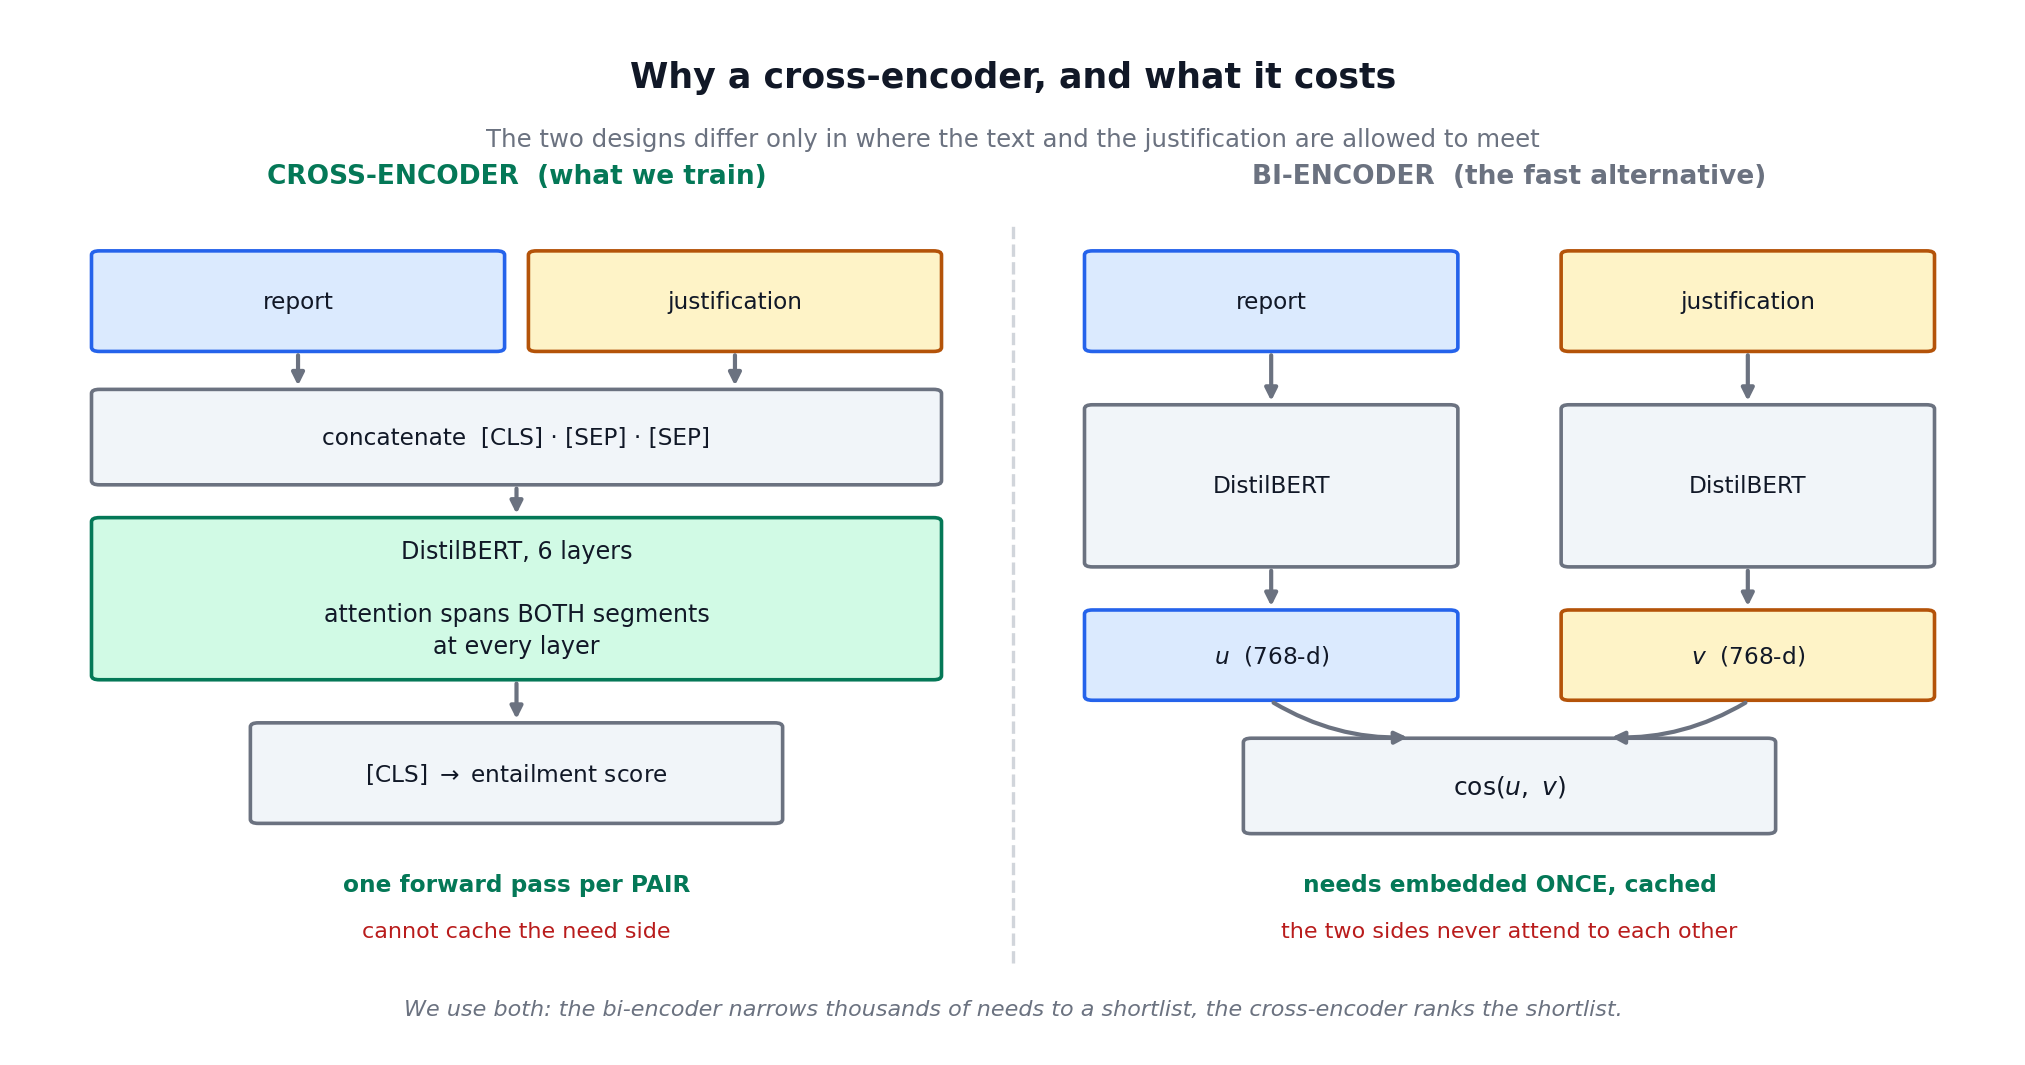 Why a cross-encoder, and what it costs
The two designs differ only in where the text and the justification are allowed to meet
CROSS-ENCODER (what we train)
report
justification
concatenate [CLS] · [SEP] · [SEP]
DistilBERT, 6 layers
attention spans BOTH segments
at every layer
[CLS] → entailment score
one forward pass per PAIR
cannot cache the need side
BI-ENCODER (the fast alternative)
report
justification
DistilBERT
DistilBERT
u (768-d)
v (768-d)
cos(u, v)
needs embedded ONCE, cached
the two sides never attend to each other
We use both: the bi-encoder narrows thousands of needs to a shortlist, the cross-encoder ranks the shortlist.